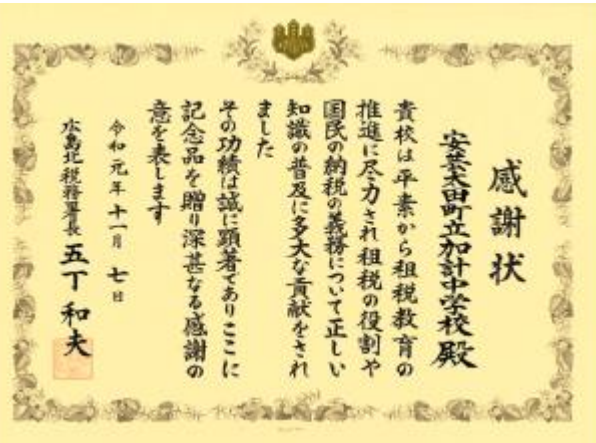 感謝状
安芸太田町立加計中学校 殿
貴校は平素から租税教育の
推進に尽力され租税の役割や
国民の納税の義務について正しい
知識の普及に多大な貢献をされ
ました
その功績は誠に顕著でありここに
記念品を贈り深甚なる感謝の
意を表します
令和元年十一月七日
広島北税務署長 五丁和夫